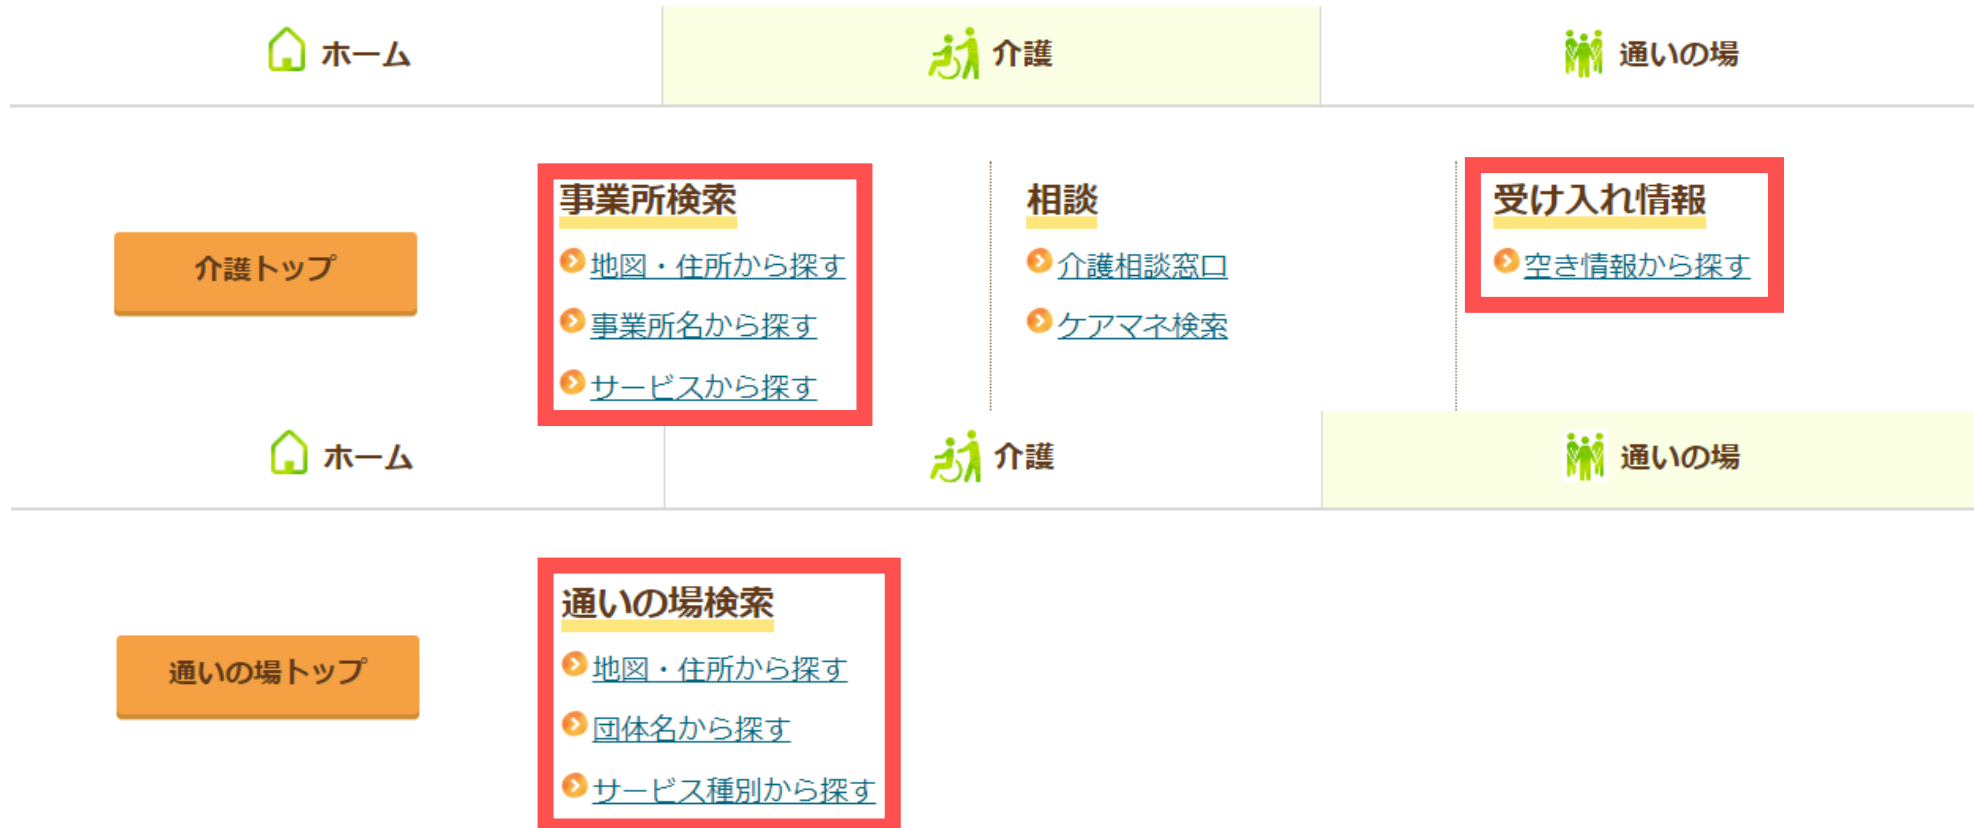 ホーム
介護
通いの場
介護トップ
事業所検索
地図・住所から探す
事業所名から探す
サービスから探す
相談
介護相談窓口
ケアマネ検索
受け入れ情報
空き情報から探す
ホーム
介護
通いの場
通いの場トップ
通いの場検索
地図・住所から探す
団体名から探す
サービス種別から探す